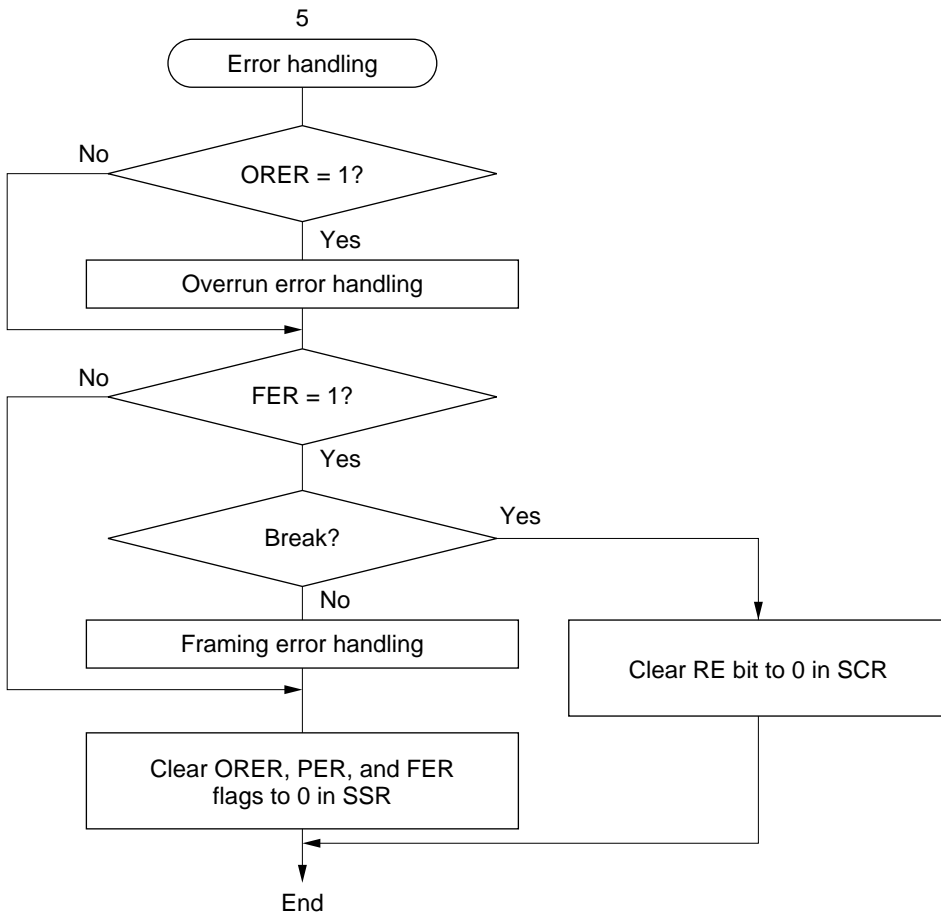 5
Error handling
No
ORER = 1?
Yes
Overrun error handling
No
FER = 1?
Yes
Break?
Yes
No
Framing error handling
Clear RE bit to 0 in SCR
Clear ORER, PER, and FER
flags to 0 in SSR
End